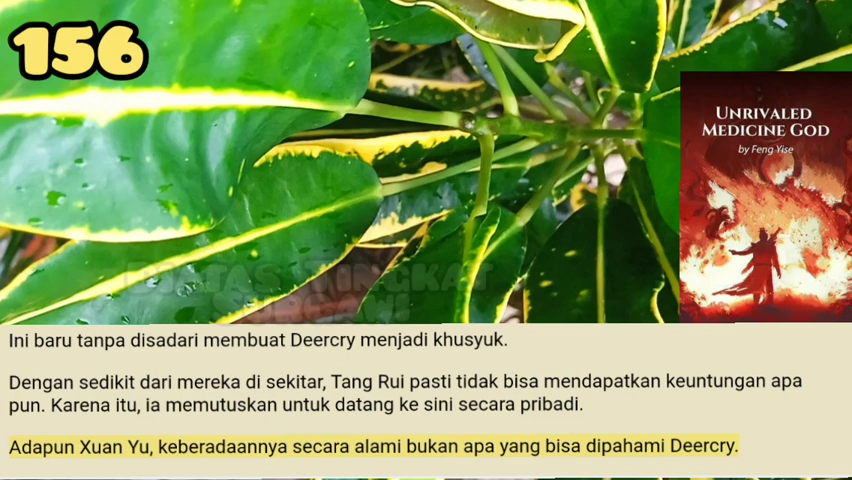 156
UNRIVALED
MEDICINE GOD
by Feng Yise
Ini baru tanpa disadari membuat Deercry menjadi khusyuk.
Dengan sedikit dari mereka di sekitar, Tang Rui pasti tidak bisa mendapatkan keuntungan apa
pun. Karena itu, ia memutuskan untuk datang ke sini secara pribadi.
Adapun Xuan Yu, keberadaannya secara alami bukan apa yang bisa dipahami Deercry.